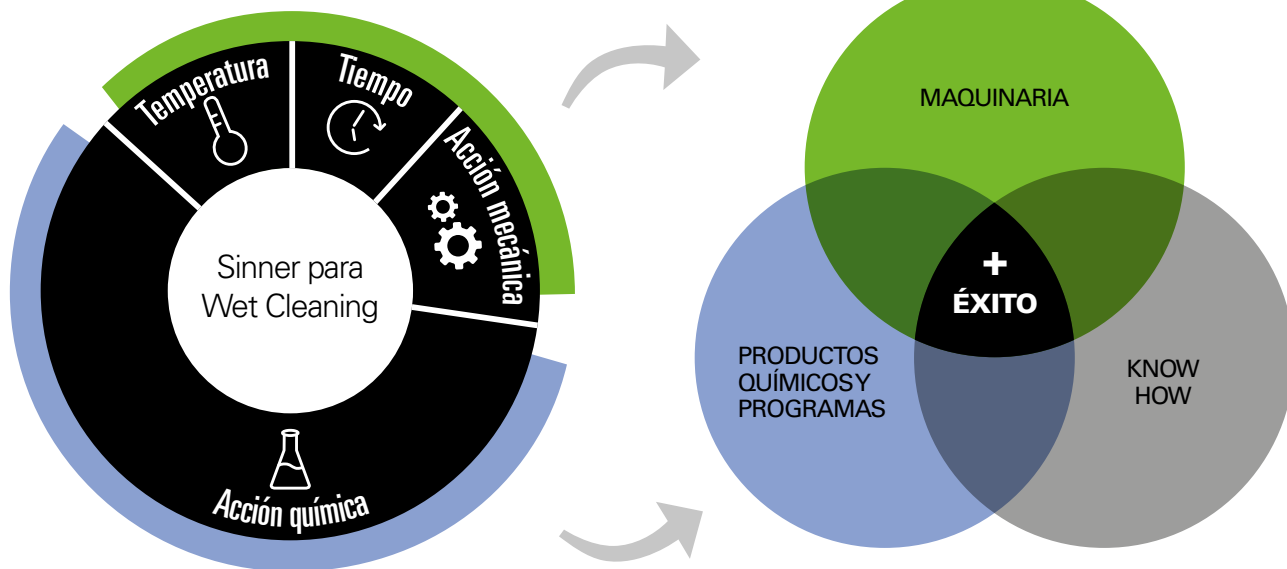 Temperatura
Tiempo
Acción mecánica
Sinner para
Wet Cleaning
Acción química
MAQUINARIA
+
ÉXITO
PRODUCTOS
QUÍMICOS Y
PROGRAMAS
KNOW
HOW